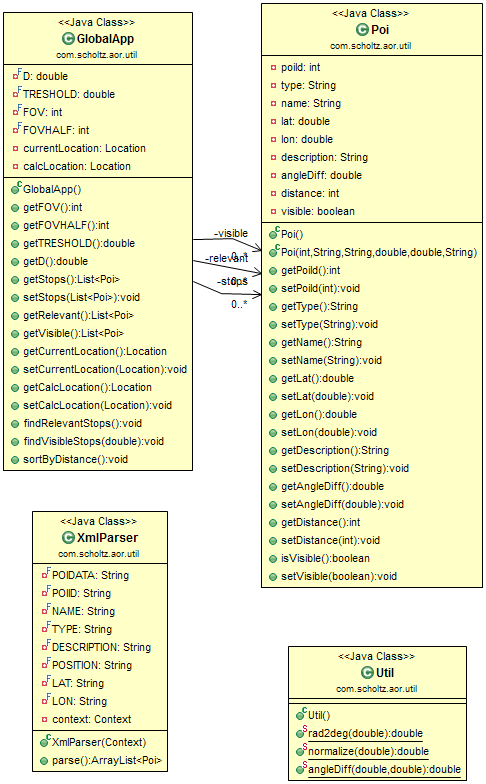 <<Java Class>>
GlobalApp
com.scholtz.aor.util
D: double
TRESHOLD: double
FOV: int
FOVHALF: int
currentLocation: Location
calcLocation: Location
GlobalApp()
getFOV():int
getFOVHALF():int
getTRESHOLD():double
getD():double
getStops():List<Poi>
setStops(List<Poi>):void
getRelevant():List<Poi>
getVisible():List<Poi>
getCurrentLocation():Location
setCurrentLocation(Location):void
getCalcLocation():Location
setCalcLocation(Location):void
findRelevantStops():void
findVisibleStops(double):void
sortByDistance():void
-visible
0..*
-relevant
0..*
-stops
0..*
<<Java Class>>
Poi
com.scholtz.aor.util
poiId: int
type: String
name: String
lat: double
lon: double
description: String
angleDiff: double
distance: int
visible: boolean
Poi()
Poi(int,String,String,double,double,String)
getPoiId():int
setPoiId(int):void
getType():String
setType(String):void
getName():String
setName(String):void
getLat():double
setLat(double):void
getLon():double
setLon(double):void
getDescription():String
setDescription(String):void
getAngleDiff():double
setAngleDiff(double):void
getDistance():int
setDistance(int):void
isVisible():boolean
setVisible(boolean):void
<<Java Class>>
XmlParser
com.scholtz.aor.util
POIDATA: String
POIID: String
NAME: String
TYPE: String
DESCRIPTION: String
POSITION: String
LAT: String
LON: String
context: Context
XmlParser(Context)
parse():ArrayList<Poi>
<<Java Class>>
Util
com.scholtz.aor.util
Util()
rad2deg(double):double
normalize(double):double
angleDiff(double,double):double